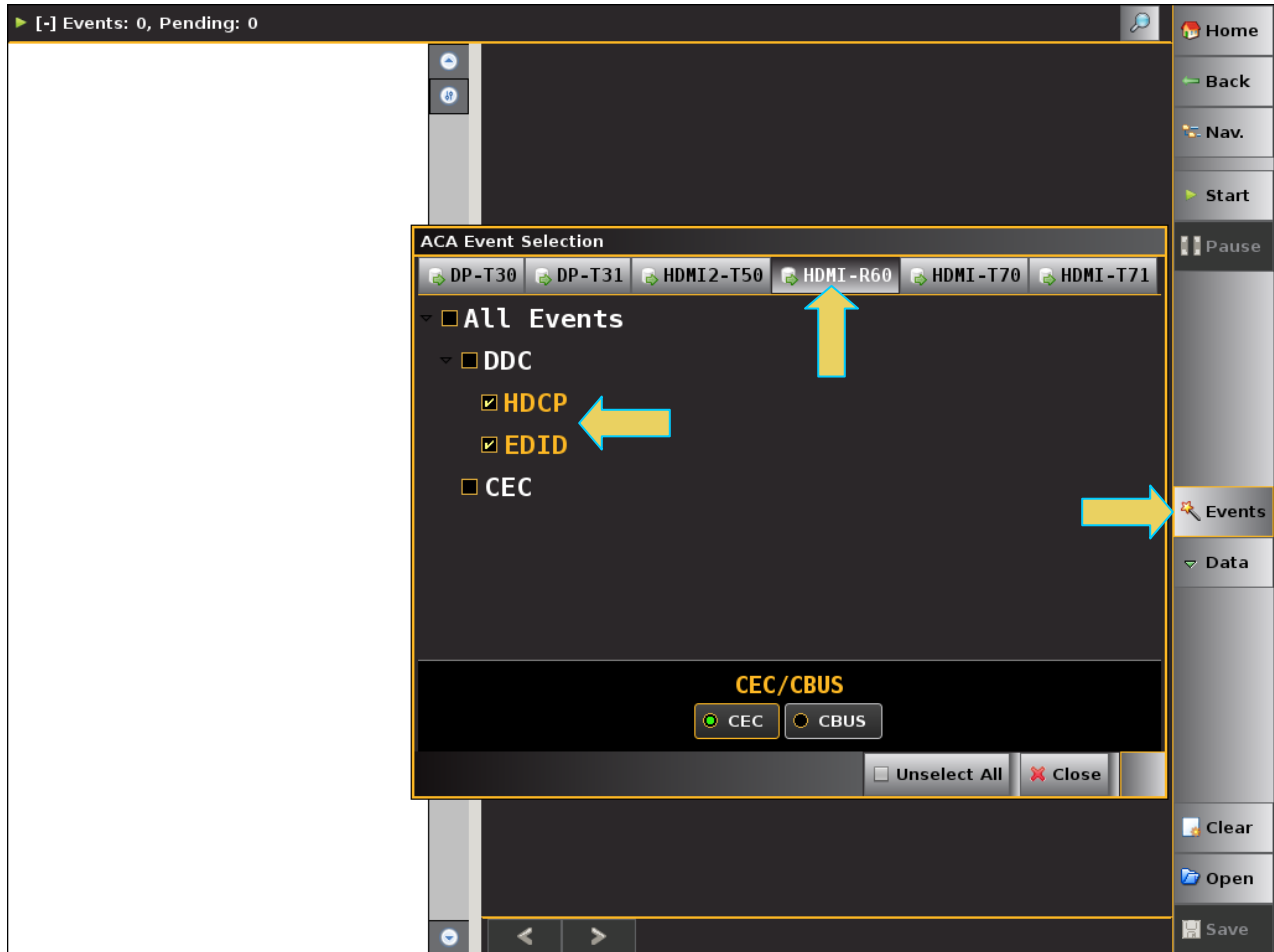 [-] Events: 0, Pending: 0
Home
Back
Nav.
Start
Pause
ACA Event Selection
DP-T30 DP-T31 HDMI2-T50 HDMI-R60 HDMI-T70 HDMI-T71
All Events
DDC
HDCP
EDID
CEC
Events
Data
CEC/CBUS
CEC CBUS
Unselect All Close
Clear
Open
Save